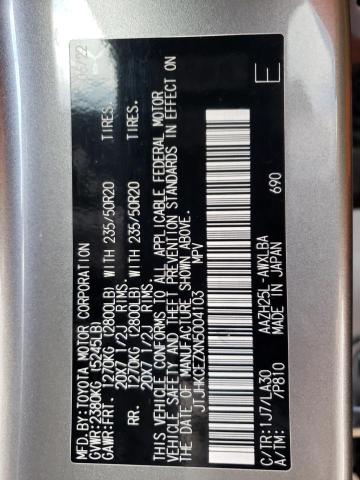 MFD.BY:TOYOTA MOTOR CORPORATION
GVWR:2380KG (5245LB)
GAWR:FRT. 1270KG (2800LB) WITH 235/50R20 TIRES.
20X7 1/2J RIMS.
RR. 1270KG (2800LB) WITH 235/50R20 TIRES.
20X7 1/2J RIMS.
THIS VEHICLE CONFORMS TO ALL APPLICABLE FEDERAL MOTOR
VEHICLE SAFETY AND THEFT PREVENTION STANDARDS IN EFFECT ON
THE DATE OF MANUFACTURE SHOWN ABOVE.
JTJHKCFZXN5004103 MPV
C/TR:1J7/LA30 AAZH25L-AWXLBA
A/TM: /P810 MADE IN JAPAN 690
E